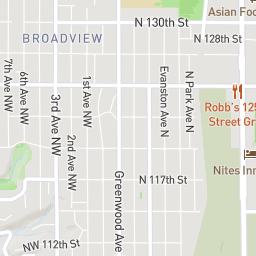 N 130th St
Asian Foo
BROADVIEW
N 128th St
7th Ave NW
6th Ave NW
3rd Ave NW
1st Ave NW
2nd Ave NW
Evanston Ave N
N Park Ave N
Robb's 125
Street Gr
Greenwood Ave
Nites Inn
N 117th St
NW 112th St